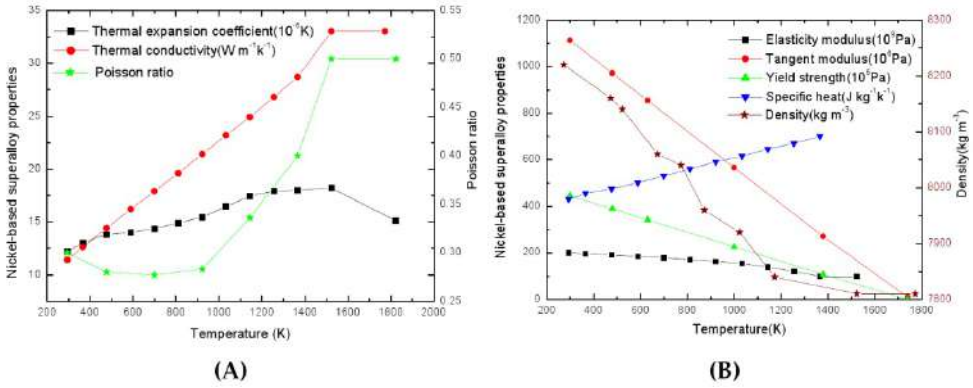 Thermal expansion coefficient(10⁻⁶K)
Thermal conductivity(W m⁻¹k⁻¹)
Poisson ratio
Nickel-based superalloy properties
35
30
25
20
15
10
0.55
0.50
0.45
0.40
0.35
0.30
0.25
Poisson ratio
200 400 600 800 1000 1200 1400 1600 1800 2000
Temperature (K)
(A)
Elasticity modulus(10⁹Pa)
Tangent modulus(10⁶Pa)
Specific heat(J kg⁻¹k⁻¹)
Density(kg m⁻³)
Nickel-based superalloy properties
1200
1000
800
600
400
200
0
8300
8200
8100
8000
7900
7800
Density(kg m⁻³)
200 400 600 800 1000 1200 1400 1600 1800
Temperature(K)
(B)